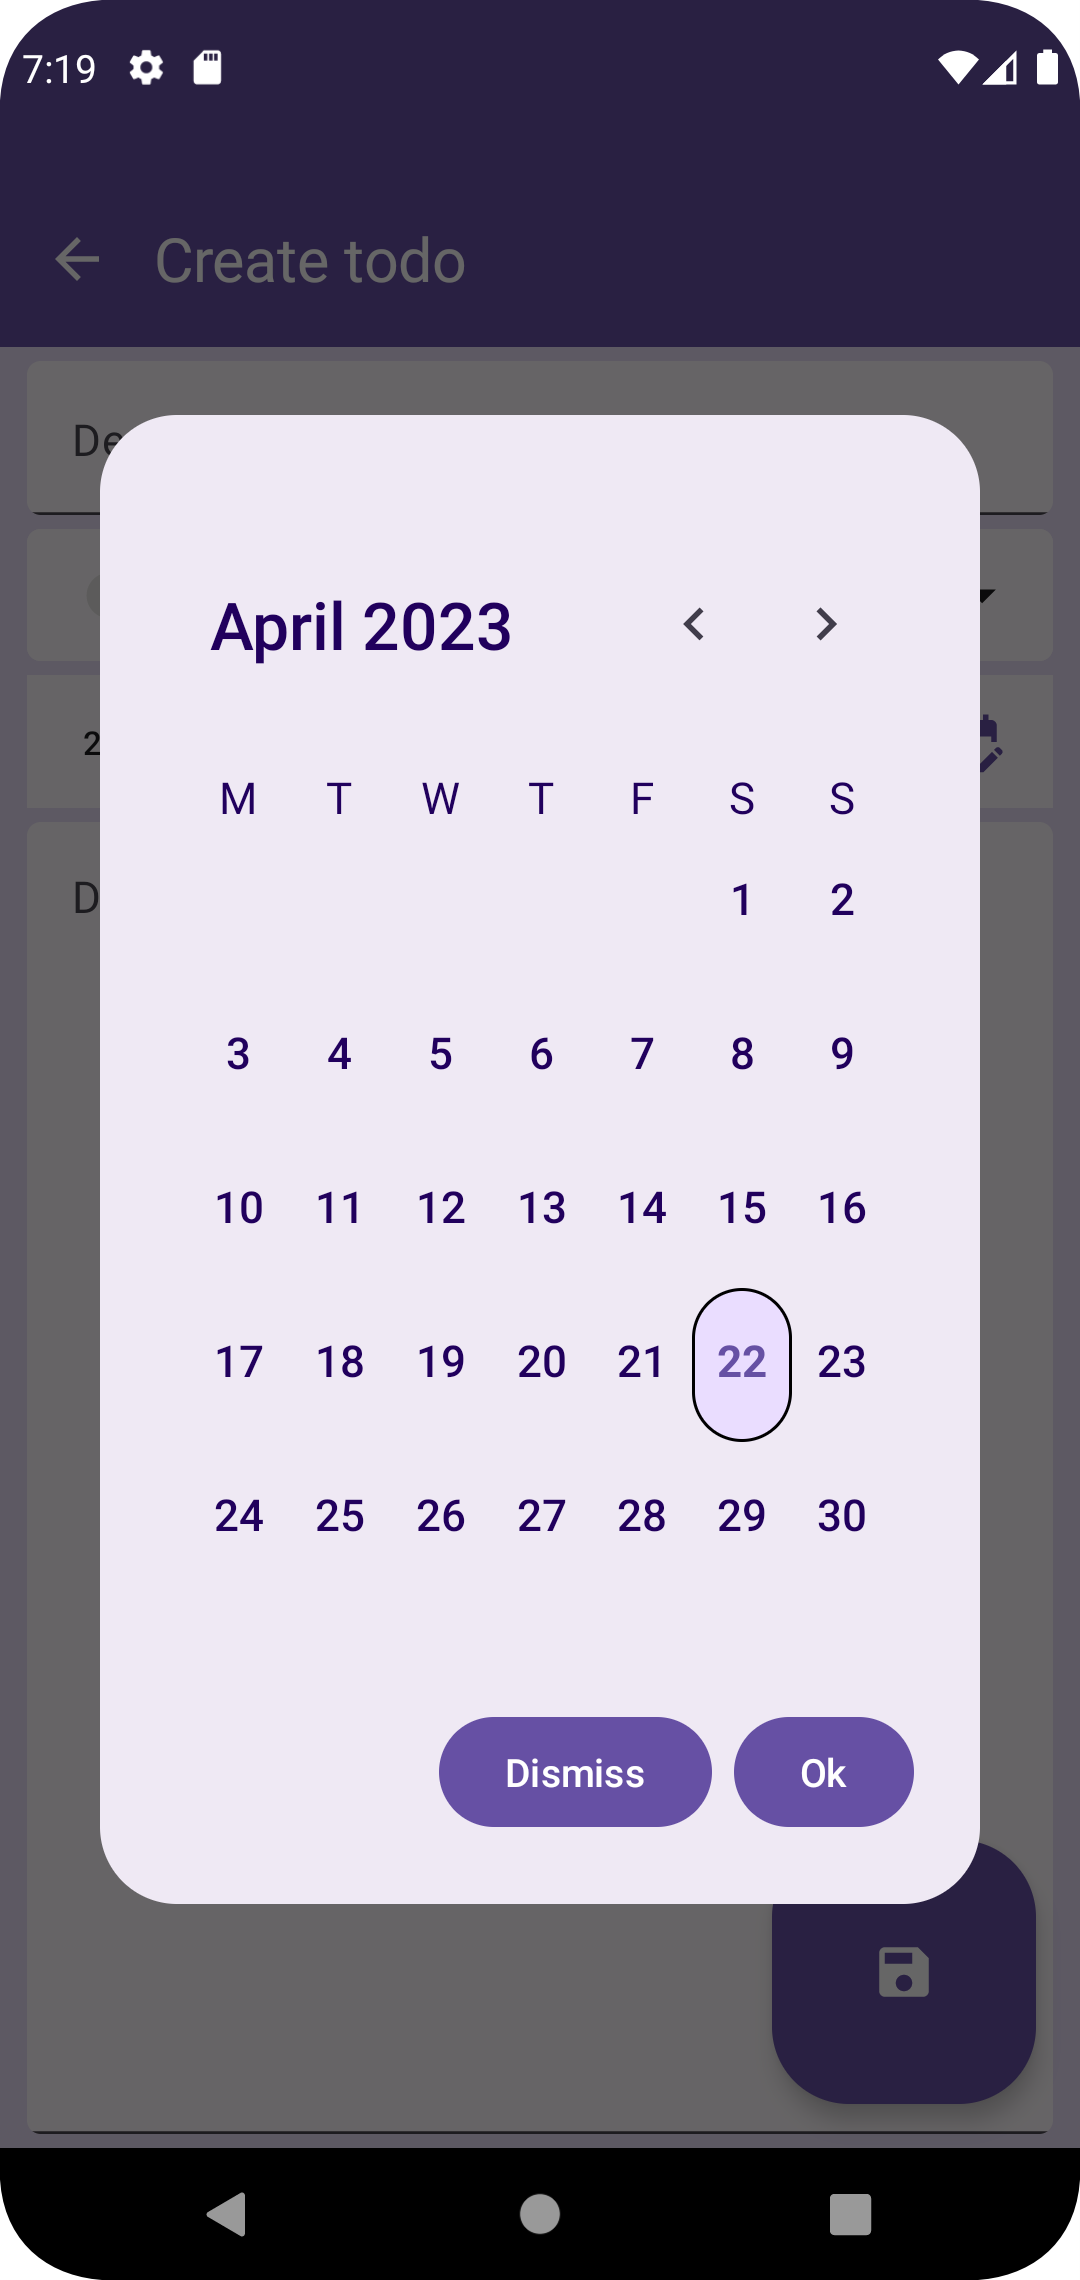 7:19
Create todo
De
April 2023
2
M T W T F S S
D
1 2
3 4 5 6 7 8 9
10 11 12 13 14 15 16
17 18 19 20 21 22 23
24 25 26 27 28 29 30
Dismiss Ok